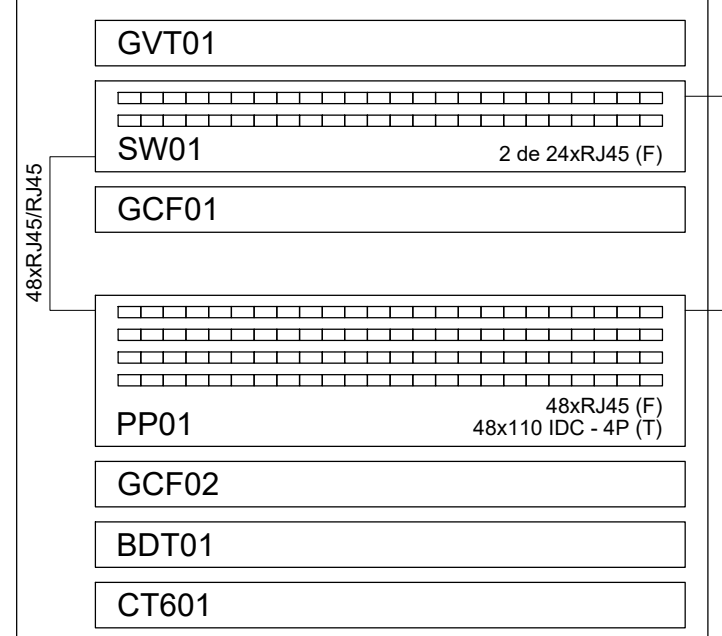 GVT01
SW01
2 de 24xRJ45 (F)
48xRJ45/RJ45
GCF01
48xRJ45 (F)
PP01
48x110 IDC - 4P (T)
GCF02
BDT01
CT601